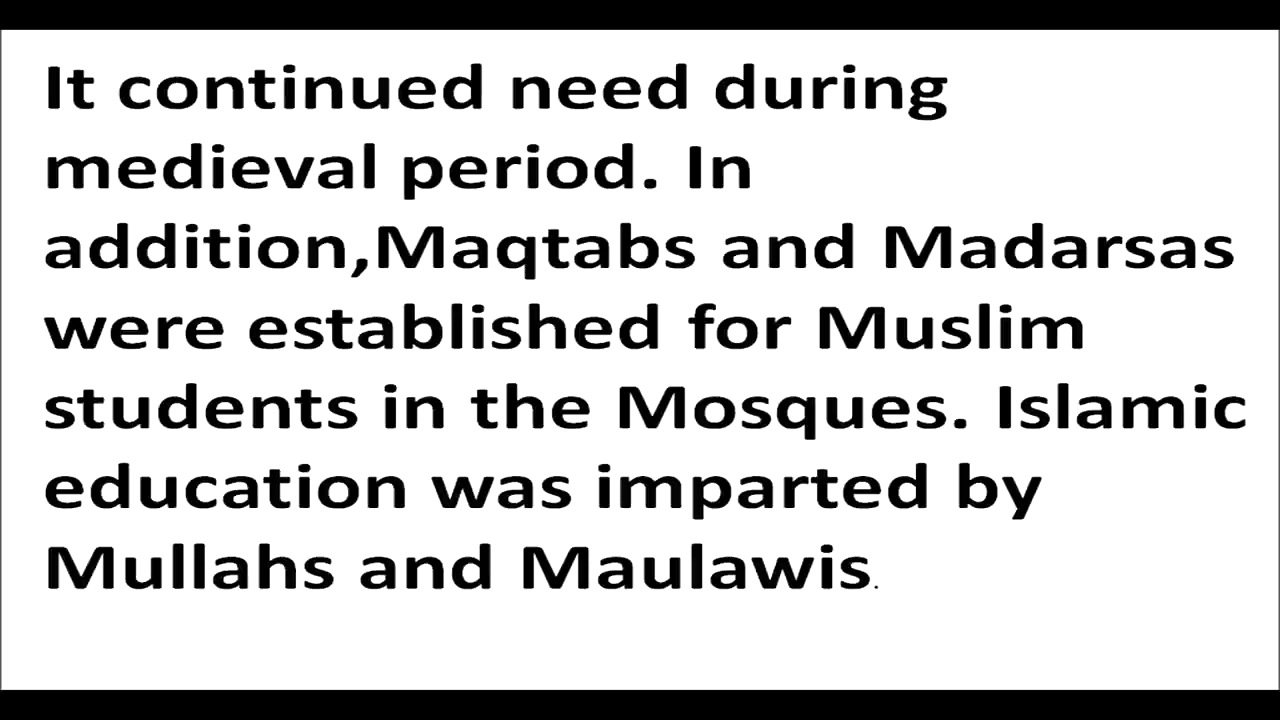 It continued need during
medieval period. In
addition,Maqtabs and Madarsas
were established for Muslim
students in the Mosques. Islamic
education was imparted by
Mullahs and Maulawis.